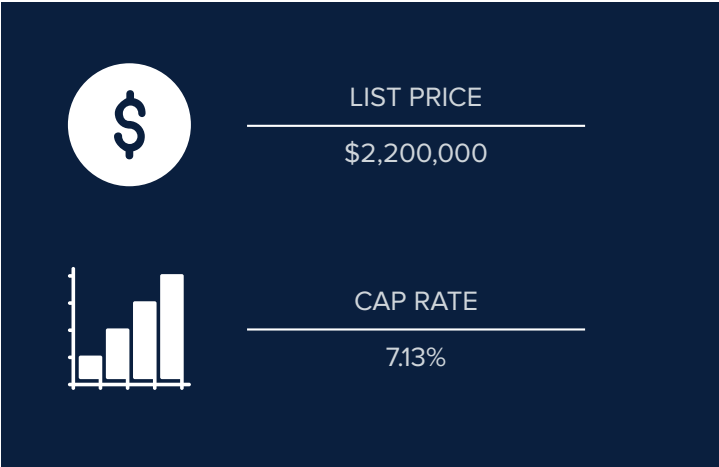 $
LIST PRICE
$2,200,000
CAP RATE
7.13%